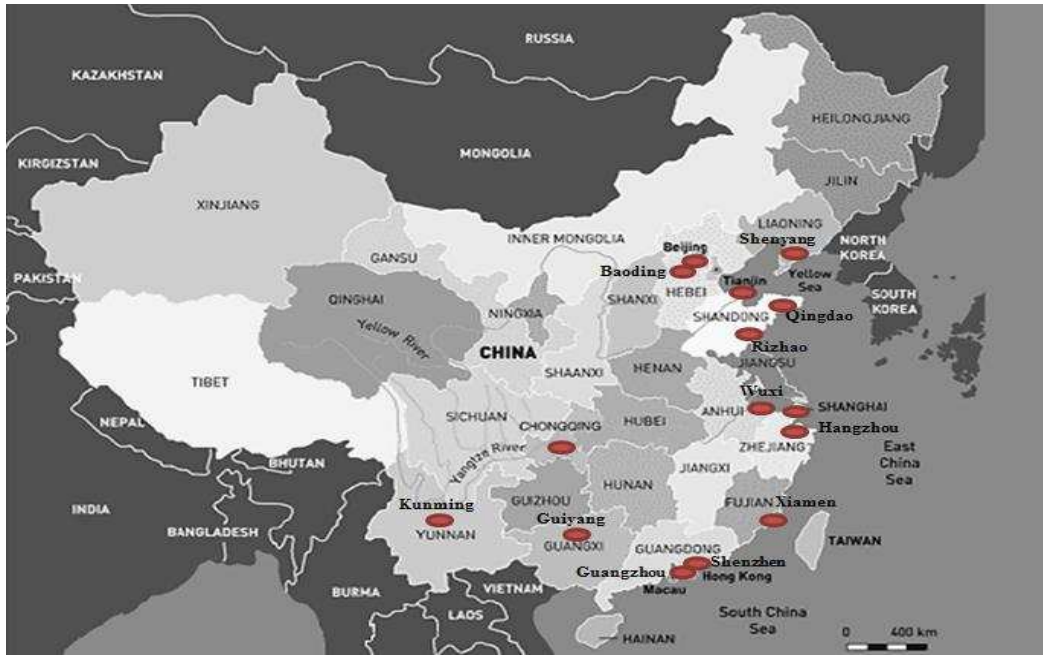 RUSSIA
KAZAKHSTAN
MONGOLIA
HEILONGJIANG
JILIN
KIRGIZSTAN
XINJIANG
INNER MONGOLIA
LIAONING
Shenyang
Beijing
NORTH
KOREA
GANSU
Baoding
Tianjin
Yellow
Sea
PAKISTAN
QINGHAI
NINGXIA
SHANXI
HEBEI
SOUTH
KOREA
SHANDONG
Qingdao
Yellow River
CHINA
Rizhao
JIANGSU
SHAANXI
HENAN
TIBET
Wuxi
NEPAL
SICHUAN
CHONGQING
HUBEI
ANHUI
SHANGHAI
Hangzhou
ZHEJIANG
East
China
Sea
BHUTAN
Yangtze River
JIANGXI
HUNAN
INDIA
Kunming
GUIZHOU
FUJIAN
Xiamen
Guiyang
BANGLADESH
YUNNAN
GUANGXI
GUANGDONG
TAIWAN
Shenzhen
Guangzhou
Hong Kong
Macau
BURMA
VIETNAM
LAOS
South China
Sea
HAINAN
0 400 km